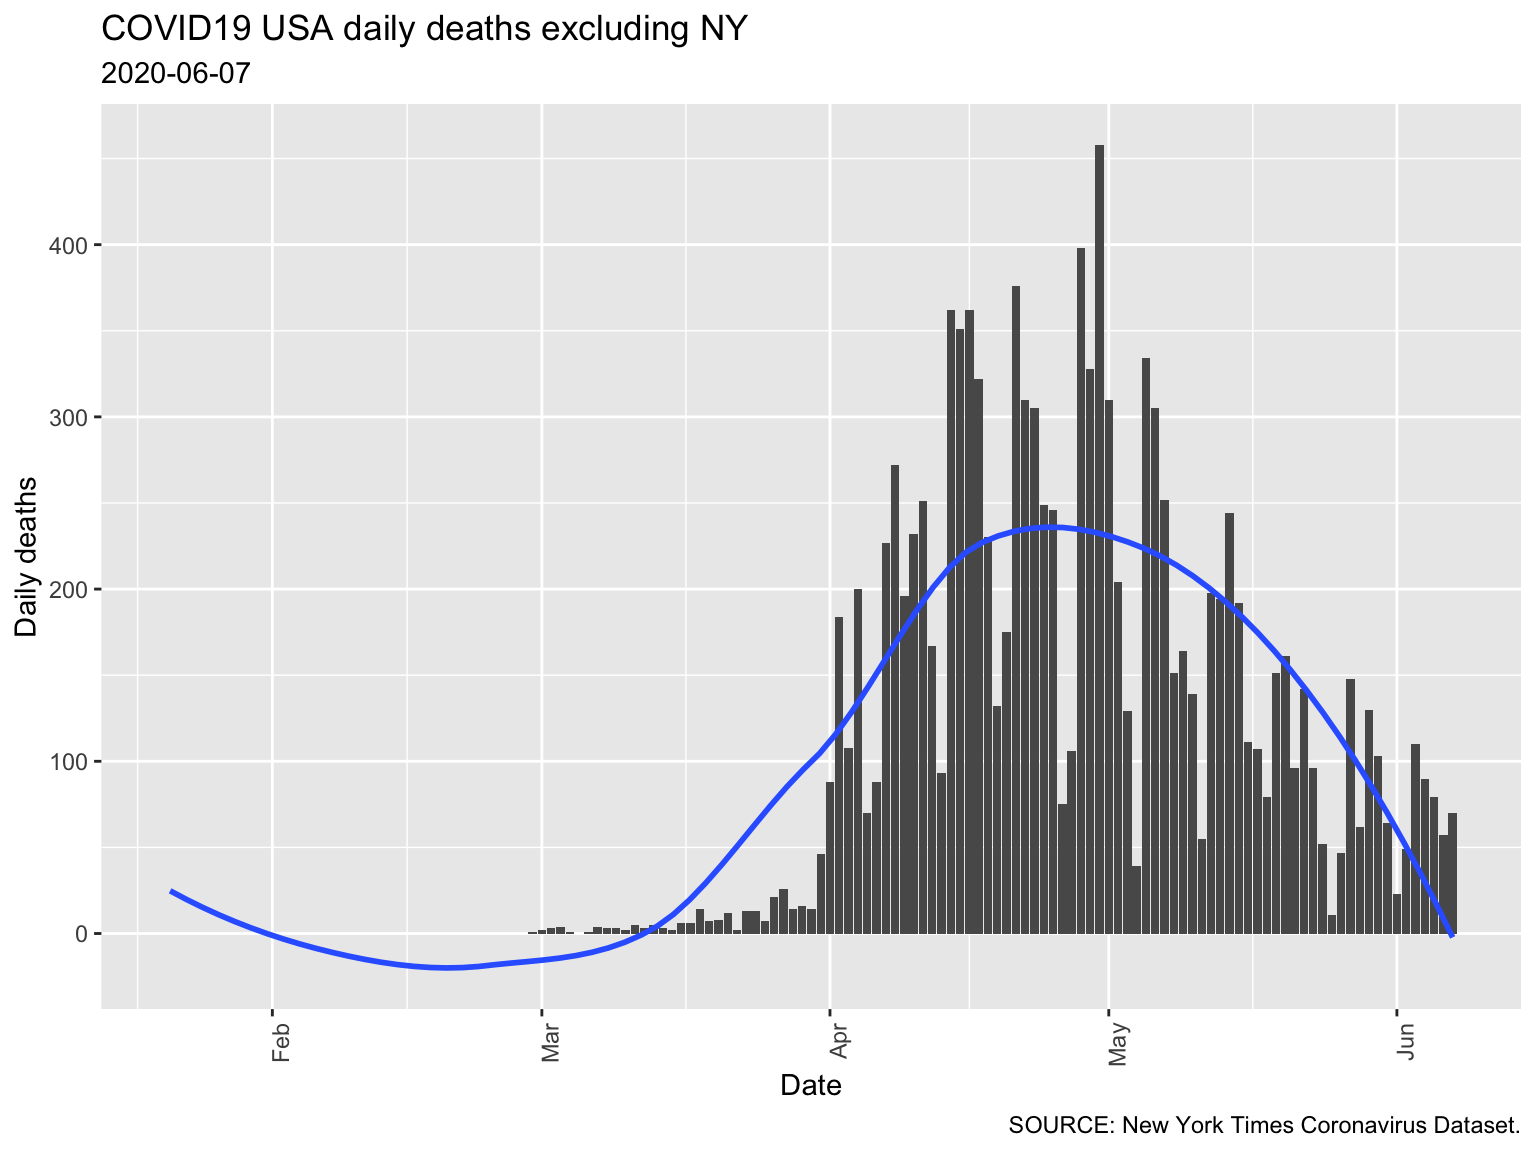 COVID19 USA daily deaths excluding NY
2020-06-07
Daily deaths
400
300
200
100
0
Feb
Mar
Apr
May
Jun
Date
SOURCE: New York Times Coronavirus Dataset.